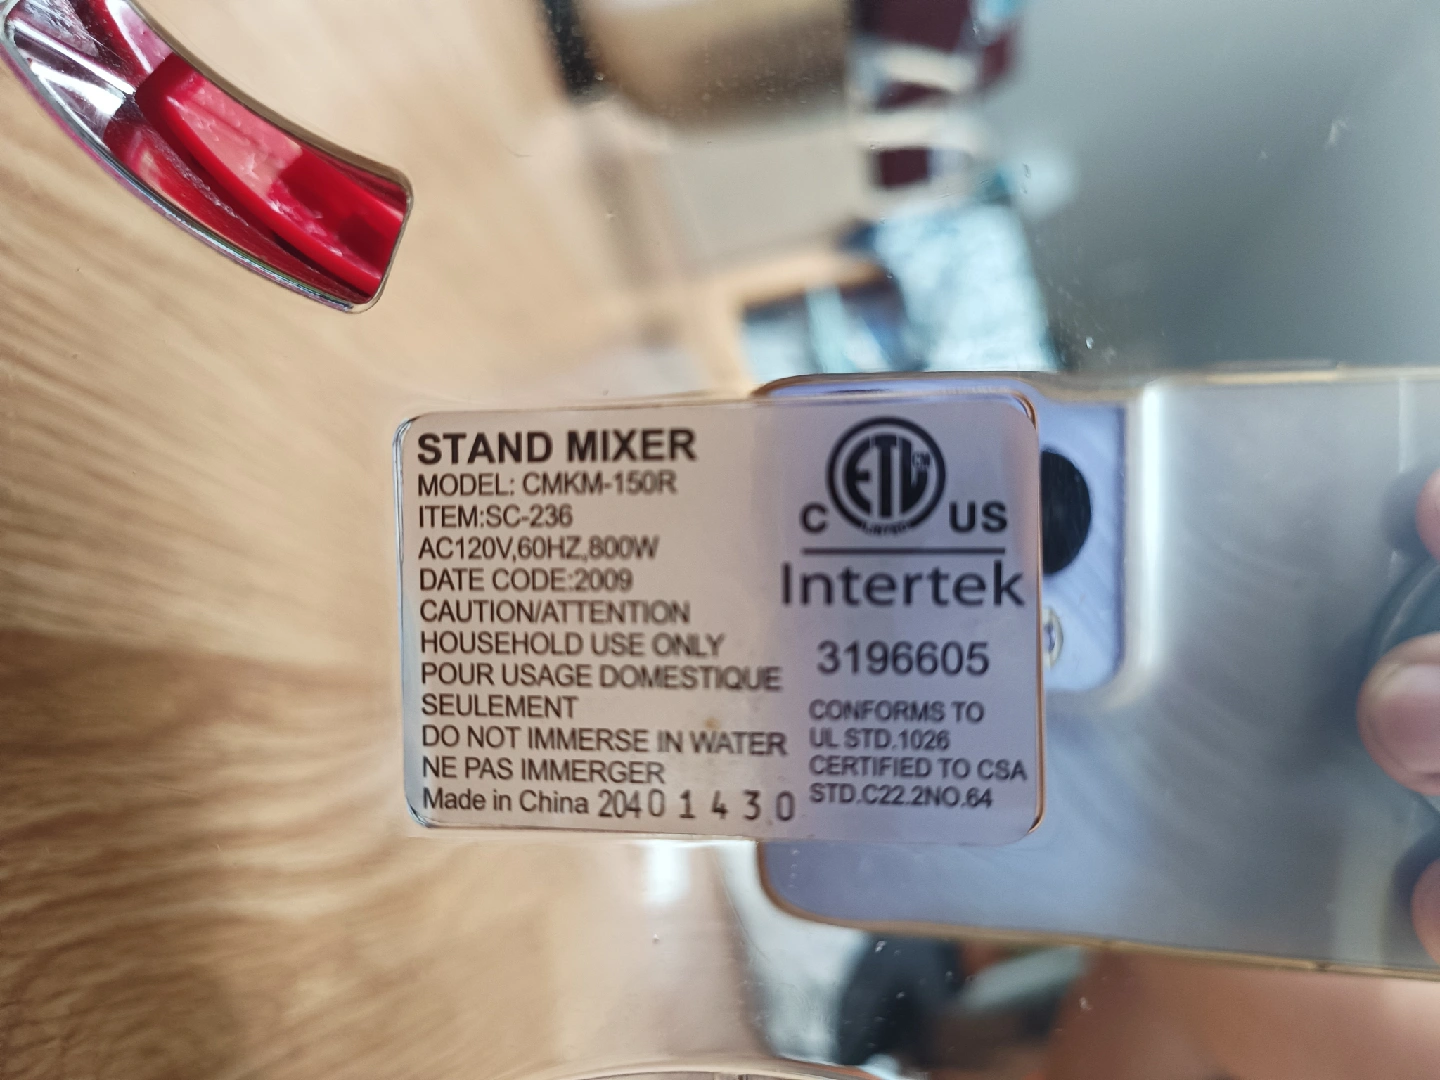 STAND MIXER
MODEL: CMKM-150R
ITEM:SC-236
AC120V,60HZ,800W
DATE CODE:2009
CAUTION/ATTENTION
HOUSEHOLD USE ONLY
POUR USAGE DOMESTIQUE
SEULEMENT
DO NOT IMMERSE IN WATER
NE PAS IMMERGER
Made in China 20401430
ETL CM
LISTED
C US
Intertek
3196605
CONFORMS TO
UL STD.1026
CERTIFIED TO CSA
STD.C22.2NO.64